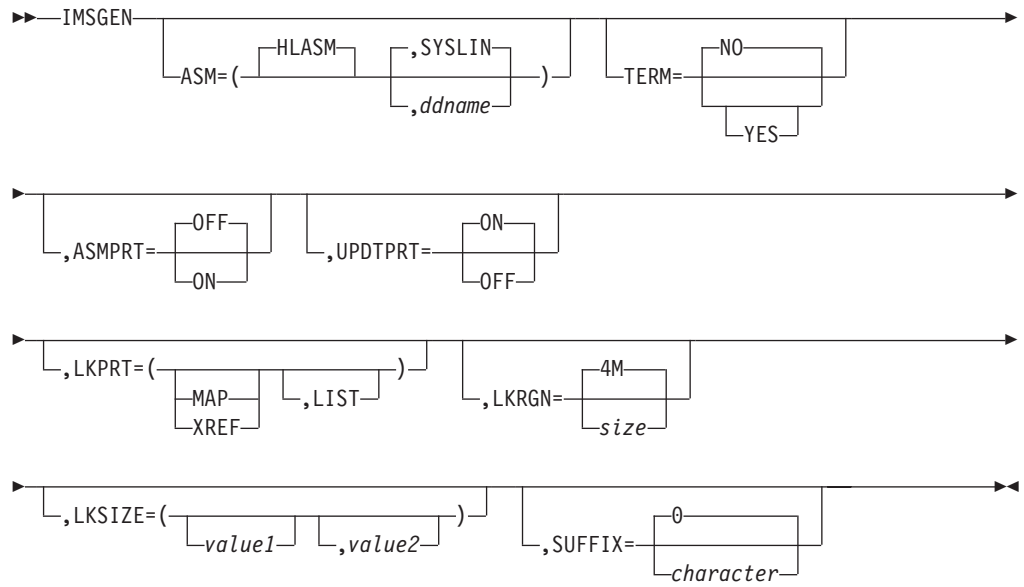 IMSGEN
HLASM ,SYSLIN NO
ASM=( ) TERM=
,ddname YES
OFF ON
,ASMPRT= ,UPDTPRT=
ON OFF
4M
,LKPRT=( ) ,LKRGN=
MAP ,LIST size
XREF
0
,LKSIZE=( ) ,SUFFIX=
value1 ,value2 character